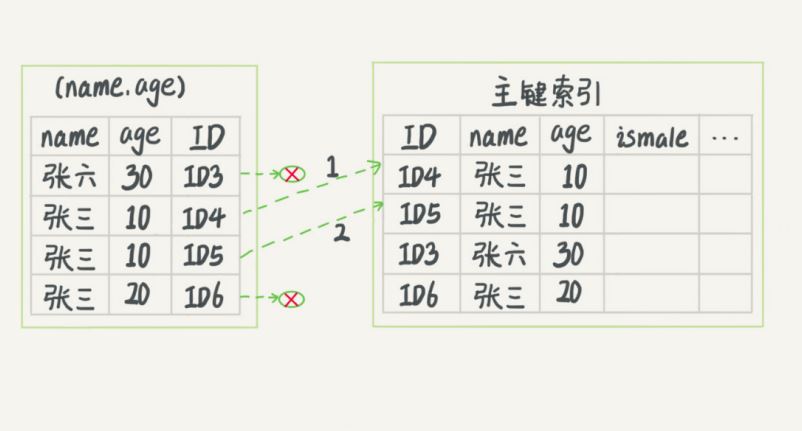 (name.age)
name age ID
张六 30 ID3
张三 10 ID4
张三 10 ID5
张三 20 ID6
1
2
主键索引
ID name age ismale ...
ID4 张三 10
ID5 张三 10
ID3 张六 30
ID6 张三 20